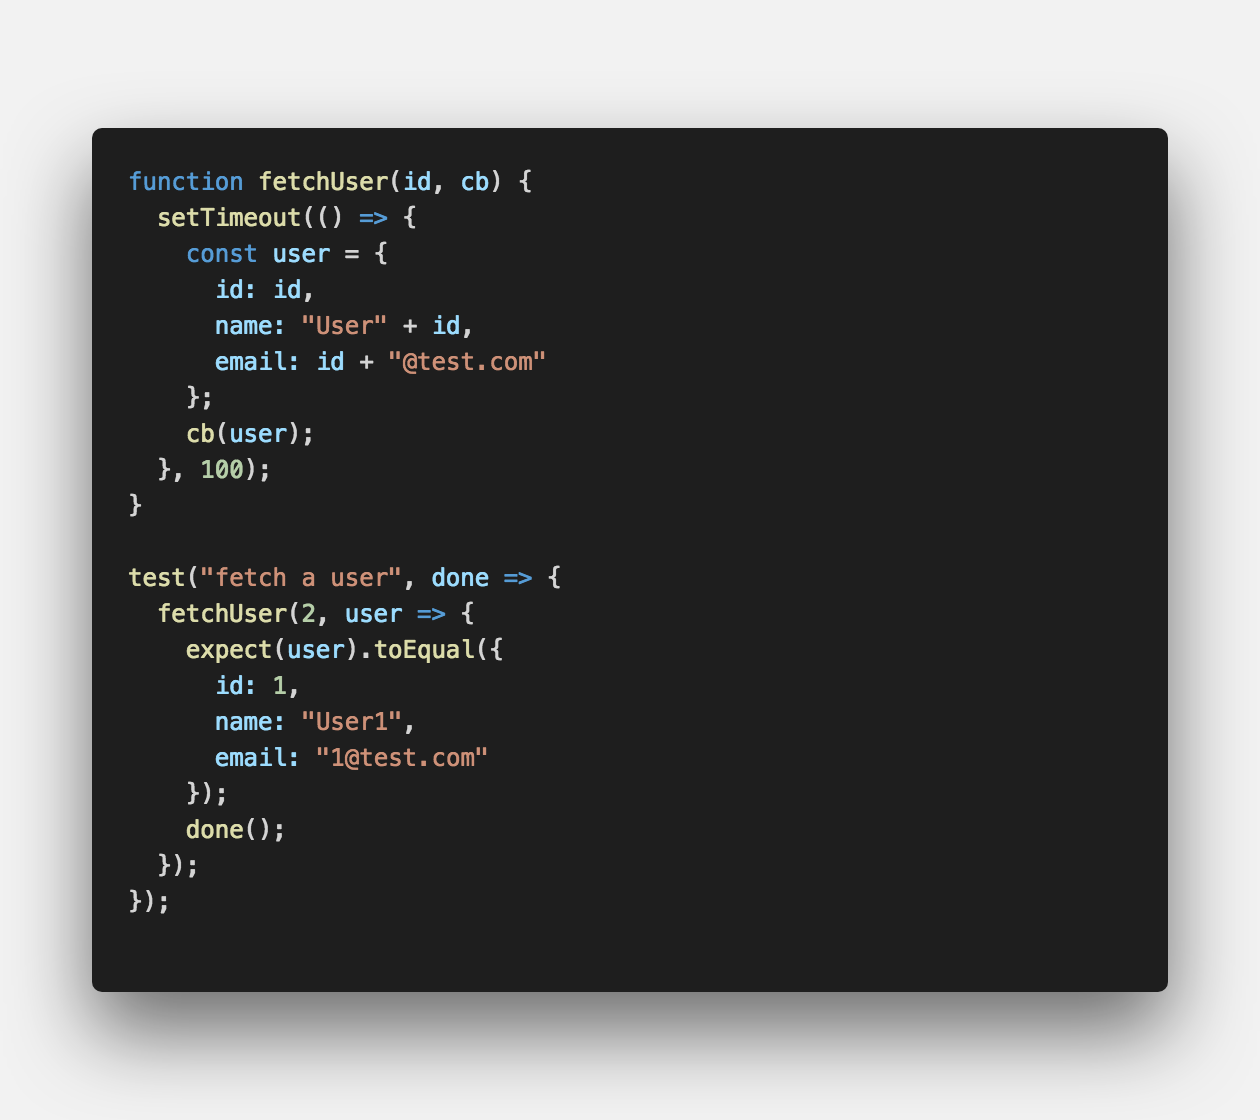 function fetchUser(id, cb) {
  setTimeout(() => {
    const user = {
      id: id,
      name: "User" + id,
      email: id + "@test.com"
    };
    cb(user);
  }, 100);
}

test("fetch a user", done => {
  fetchUser(2, user => {
    expect(user).toEqual({
      id: 1,
      name: "User1",
      email: "1@test.com"
    });
    done();
  });
});